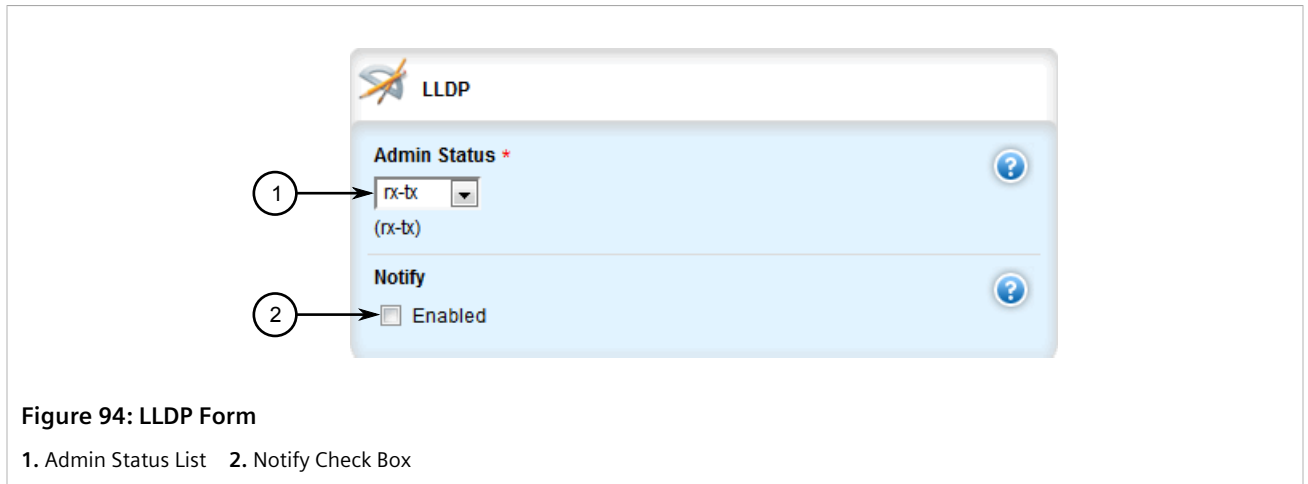 LLDP
Admin Status *
1
rx-tx
(rx-tx)
Notify
2
Enabled
Figure 94: LLDP Form
1. Admin Status List 2. Notify Check Box